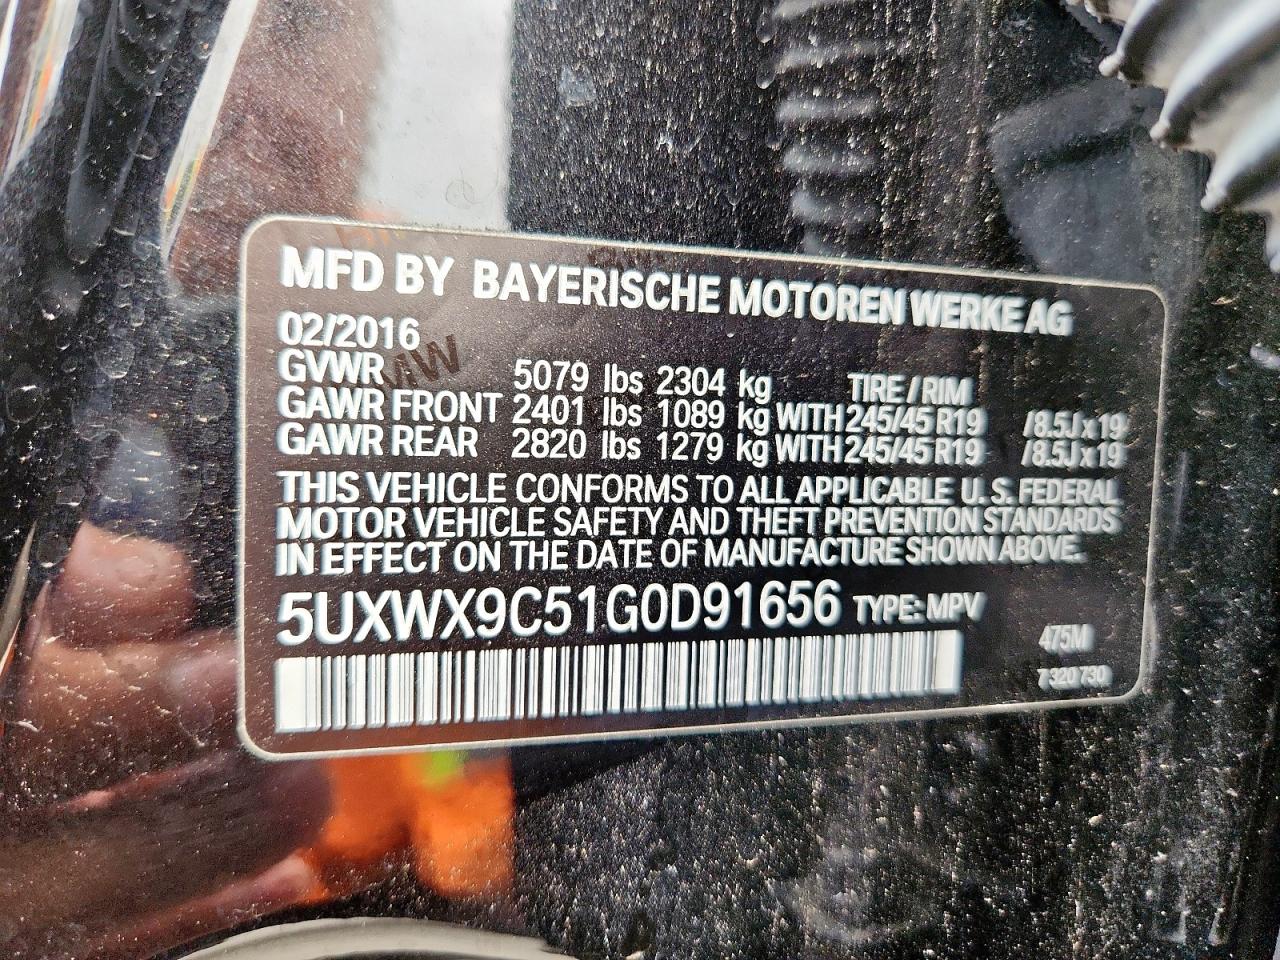 MFD BY BAYERISCHE MOTOREN WERKE AG
02/2016
GVWR 5079 lbs 2304 kg TIRE / RIM
GAWR FRONT 2401 lbs 1089 kg WITH 245/45 R19 /8.5J x 19
GAWR REAR 2820 lbs 1279 kg WITH 245/45 R19 /8.5J x 19
THIS VEHICLE CONFORMS TO ALL APPLICABLE U. S. FEDERAL
MOTOR VEHICLE SAFETY AND THEFT PREVENTION STANDARDS
IN EFFECT ON THE DATE OF MANUFACTURE SHOWN ABOVE.
5UXWX9C51G0D91656 TYPE: MPV
475M
7 320 730